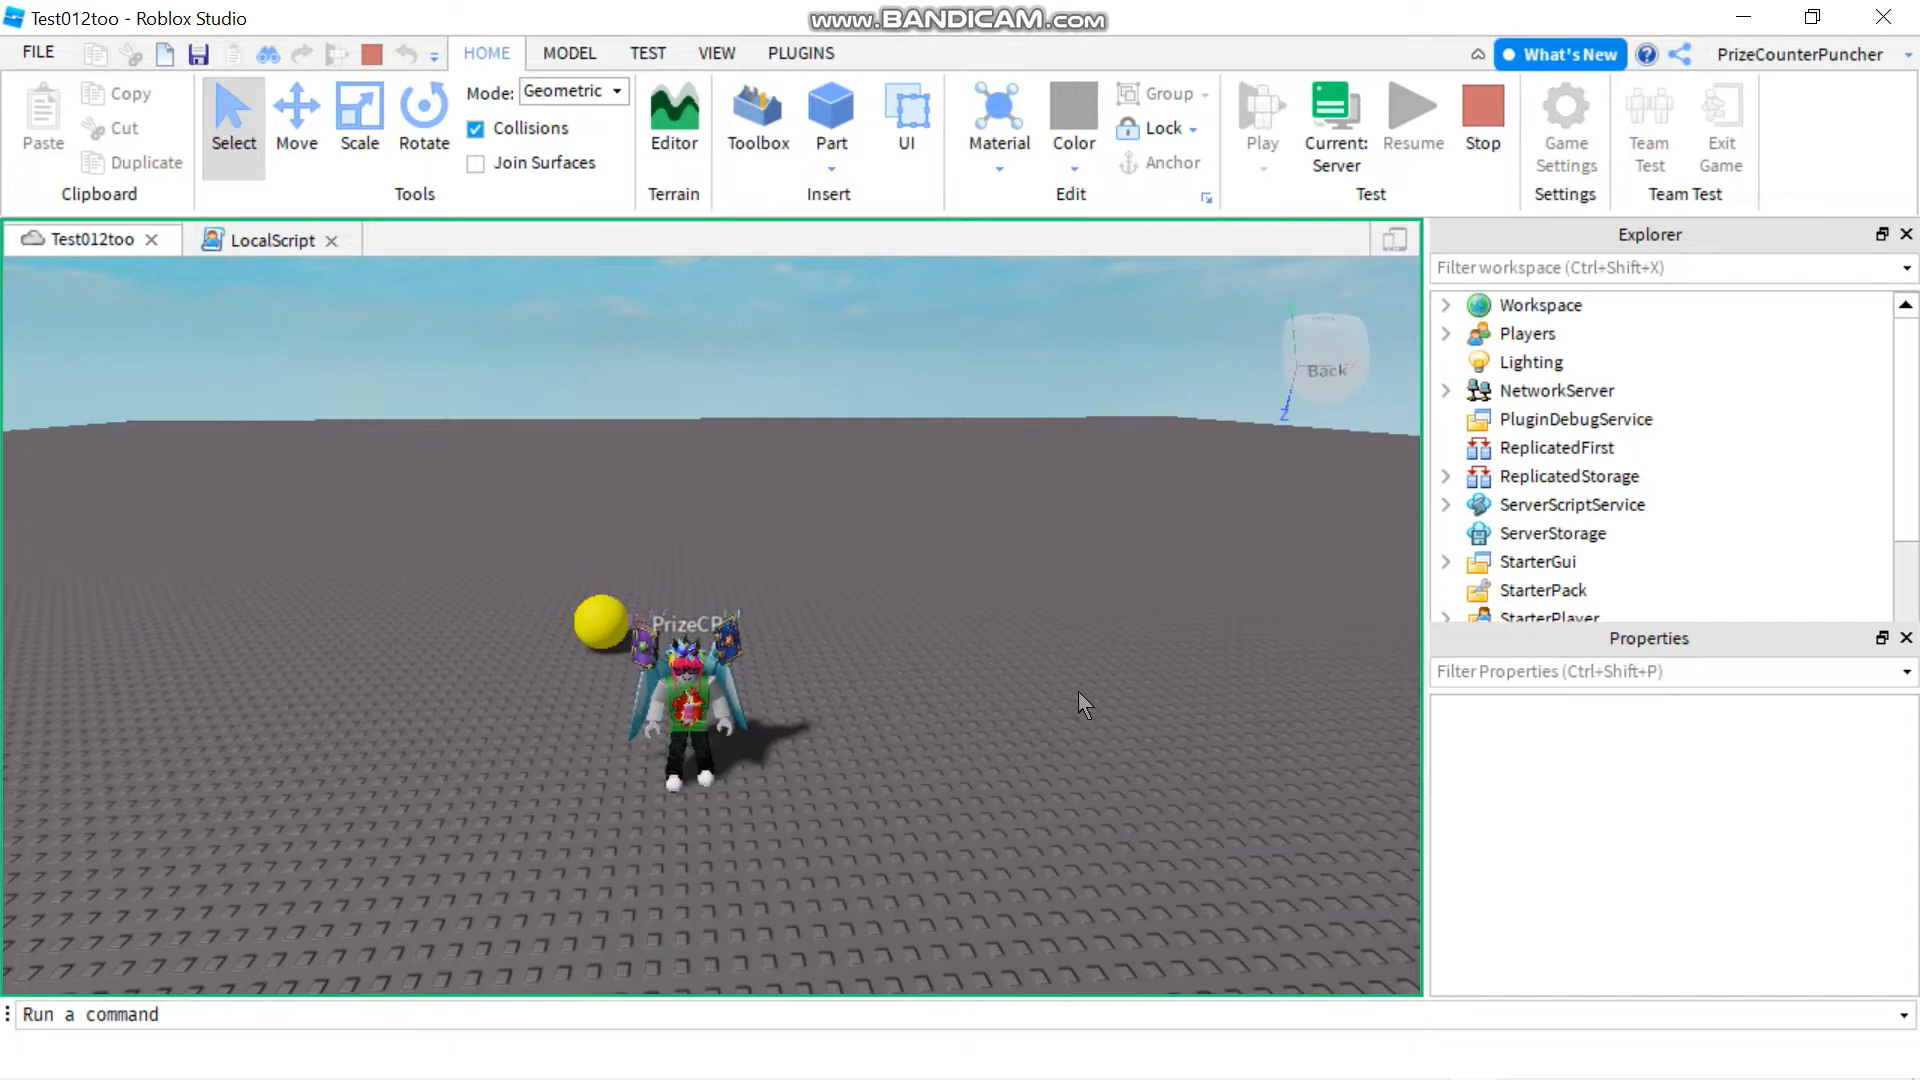 Test012too - Roblox Studio
www.BANDICAM.com
FILE
HOME
MODEL
TEST
VIEW
PLUGINS
What's New
PrizeCounterPuncher
Paste
Copy
Cut
Duplicate
Clipboard
Select
Move
Scale
Rotate
Mode: Geometric
Collisions
Join Surfaces
Tools
Editor
Terrain
Toolbox
Part
UI
Insert
Material
Color
Group
Lock
Anchor
Edit
Play
Current:
Server
Resume
Stop
Test
Game
Settings
Settings
Team
Test
Exit
Game
Team Test
Test012too
LocalScript
Back
Z
PrizeCP
Explorer
Filter workspace (Ctrl+Shift+X)
Workspace
Players
Lighting
NetworkServer
PluginDebugService
ReplicatedFirst
ReplicatedStorage
ServerScriptService
ServerStorage
StarterGui
StarterPack
StarterPlayer
Properties
Filter Properties (Ctrl+Shift+P)
Run a command